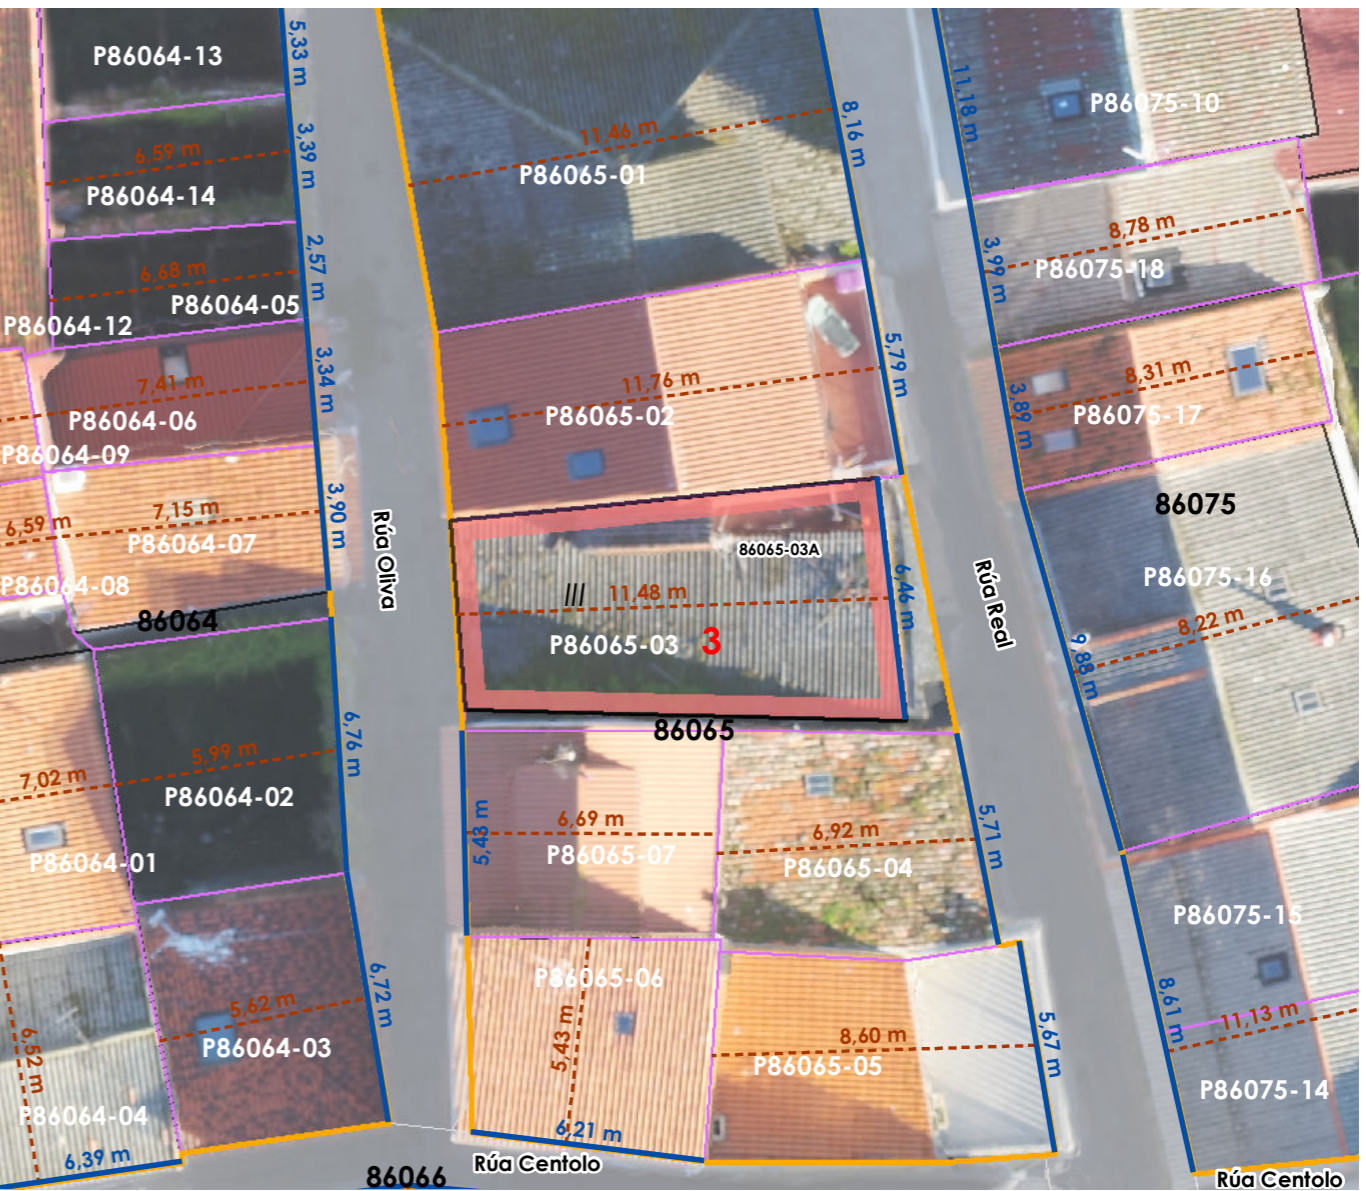 P86064-13
5,33 m
3,39 m
6,59 m
P86064-14
2,57 m
6,68 m
P86064-05
P86064-12
3,34 m
7,41 m
P86064-06
P86064-09
3,90 m
7,15 m
6,59 m
P86064-07
P86064-08
86064
Rúa Oliva
6,76 m
5,99 m
7,02 m
P86064-02
P86064-01
6,72 m
5,62 m
P86064-03
6,52 m
P86064-04
6,39 m
86066
11,46 m
P86065-01
8,16 m
5,79 m
11,76 m
P86065-02
86065-03A
III
11,48 m
6,46 m
P86065-03
3
86065
5,43 m
6,69 m
P86065-07
6,92 m
P86065-04
5,71 m
P86065-06
5,43 m
6,21 m
Rúa Centolo
8,60 m
P86065-05
5,67 m
Rúa Real
11,18 m
P86075-10
8,78 m
3,99 m
P86075-18
8,31 m
3,89 m
P86075-17
86075
P86075-16
8,22 m
9,88 m
P86075-15
8,61 m
11,13 m
P86075-14
Rúa Centolo